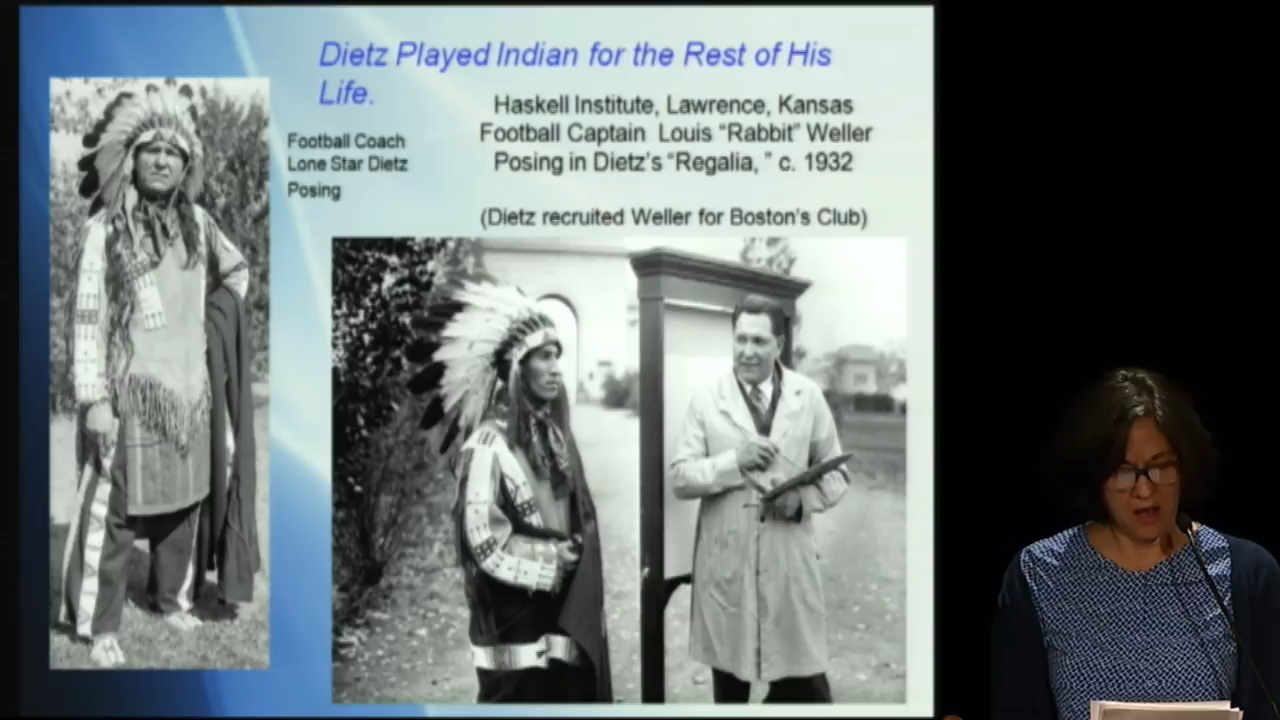 Dietz Played Indian for the Rest of His
Life.
Football Coach
Lone Star Dietz
Posing
Haskell Institute, Lawrence, Kansas
Football Captain Louis “Rabbit” Weller
Posing in Dietz’s “Regalia, ” c. 1932
(Dietz recruited Weller for Boston’s Club)